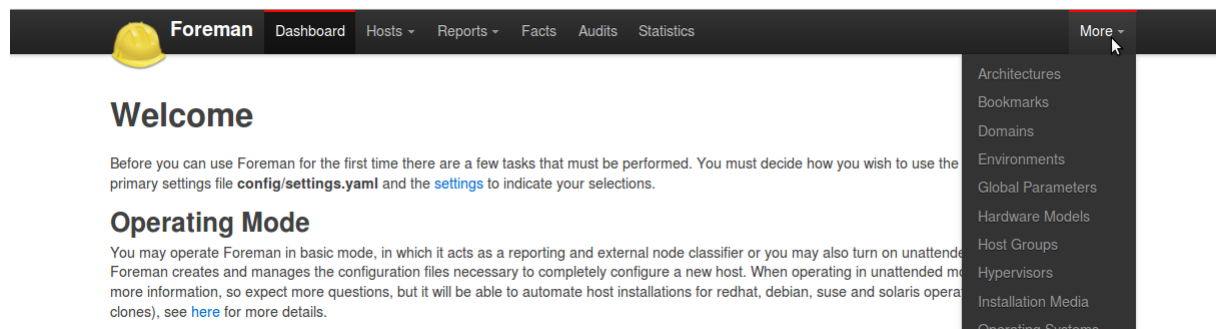 Foreman Dashboard Hosts Reports Facts Audits Statistics More
Architectures
Bookmarks
Domains
Environments
Global Parameters
Hardware Models
Host Groups
Hypervisors
Installation Media
Operating Systems
Welcome
Before you can use Foreman for the first time there are a few tasks that must be performed. You must decide how you wish to use the
primary settings file config/settings.yaml and the settings to indicate your selections.
Operating Mode
You may operate Foreman in basic mode, in which it acts as a reporting and external node classifier or you may also turn on
Foreman creates and manages the configuration files necessary to completely configure a new host. When operating in unattended
more information, so expect more questions, but it will be able to automate host installations for redhat, debian, suse and solaris
clones), see here for more details.